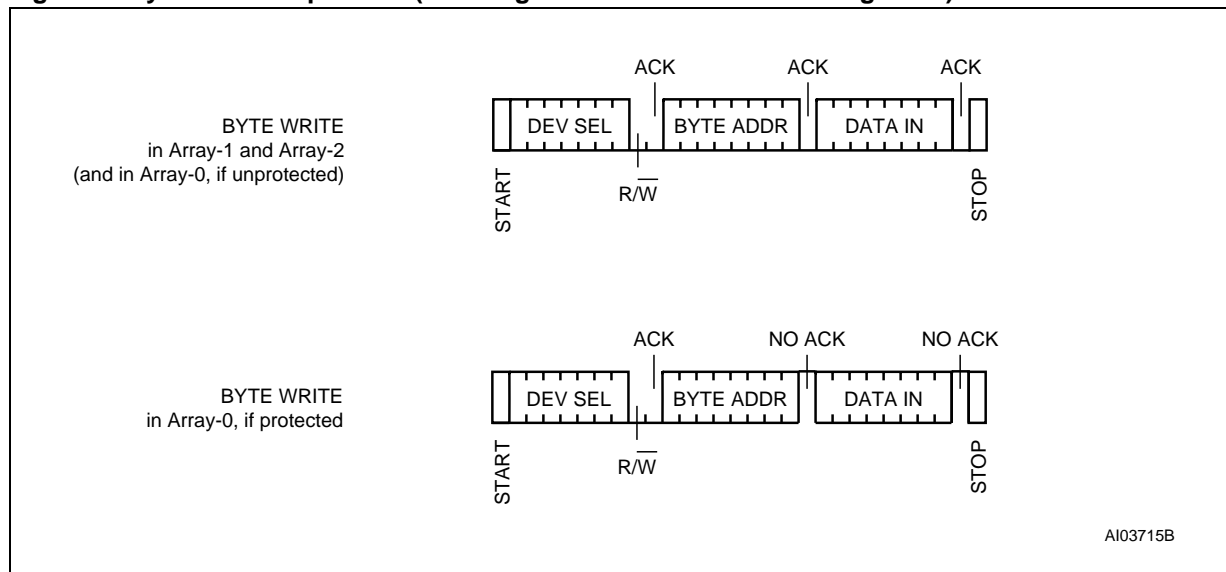 ACK ACK ACK
BYTE WRITE
in Array-1 and Array-2
(and in Array-0, if unprotected)
DEV SEL BYTE ADDR DATA IN
START
R/W̅
STOP
ACK NO ACK NO ACK
BYTE WRITE
in Array-0, if protected
DEV SEL BYTE ADDR DATA IN
START
R/W̅
STOP
AI03715B